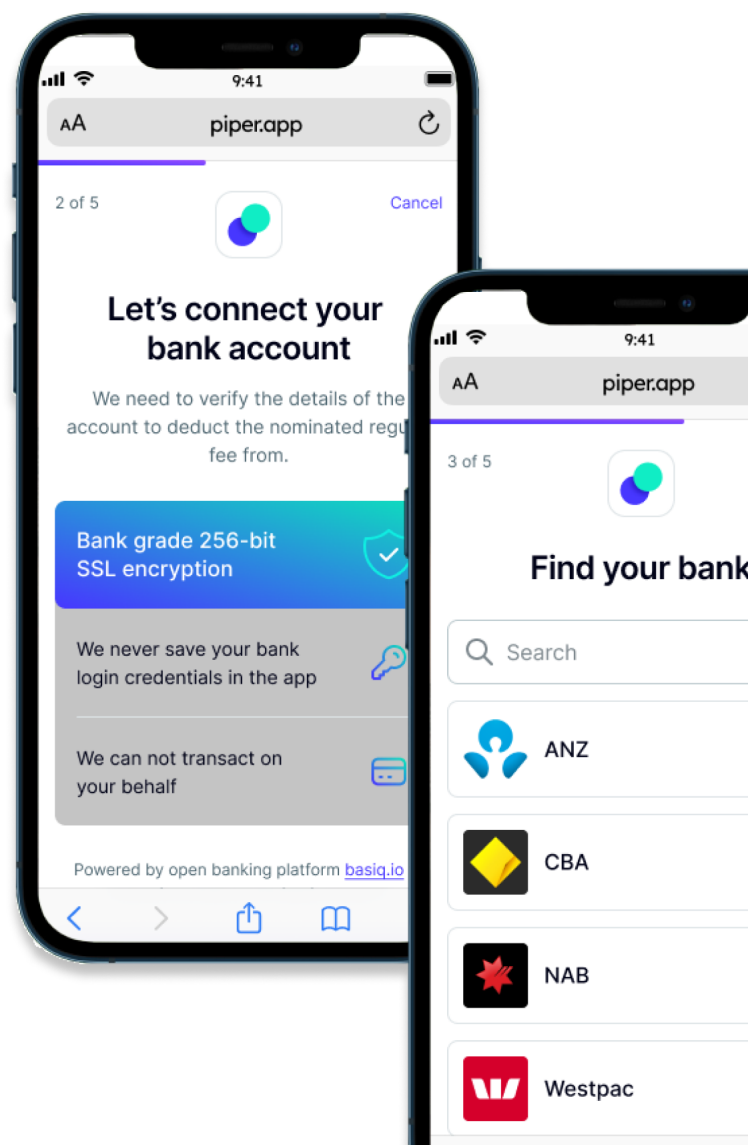 9:41
AA
piper.app
2 of 5
Cancel
Let’s connect your
bank account
We need to verify the details of the
account to deduct the nominated
fee from.
Bank grade 256-bit
SSL encryption
We never save your bank
login credentials in the app
We can not transact on
your behalf
Powered by open banking platform basiq.io
9:41
AA
piper.app
3 of 5
Find your bank
Search
ANZ
CBA
NAB
Westpac